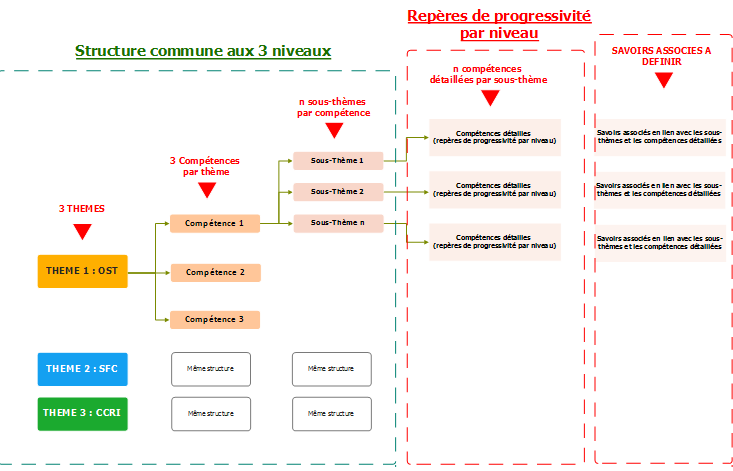 Repères de progressivité
par niveau
Structure commune aux 3 niveaux
SAVOIRS ASSOCIES A
DEFINIR
n compétences
détaillées par sous-thème
n sous-thèmes
par compétence
3 Compétences
par thème
3 THEMES
Compétences détailles
(repères de progressivité par niveau)
Savoirs associés en lien avec les sous-
thèmes et les compétences détaillées
Sous-Thème 1
Compétences détailles
(repères de progressivité par niveau)
Savoirs associés en lien avec les sous-
thèmes et les compétences détaillées
Sous-Thème 2
Compétence 1
Sous-Thème n
Compétences détailles
(repères de progressivité par niveau)
Savoirs associés en lien avec les sous-
thèmes et les compétences détaillées
THEME 1 : OST
Compétence 2
Compétence 3
THEME 2 : SFC
Même structure
Même structure
THEME 3 : CCRI
Même structure
Même structure